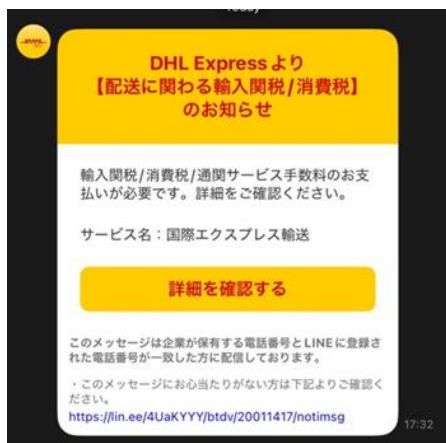 Today
DHL Expressより
【配送に関わる輸入関税/消費税】
のお知らせ
輸入関税/消費税/通関サービス手数料のお支
払いが必要です。詳細をご確認ください。
サービス名：国際エクスプレス輸送
詳細を確認する
このメッセージは企業が保有する電話番号とLINEに登録さ
れた電話番号が一致した方に配信しております。
・このメッセージにお心当たりがない方は下記よりご確認く
ださい。
https://lin.ee/4UaKYYY/btdv/20011417/notimsg
17:32